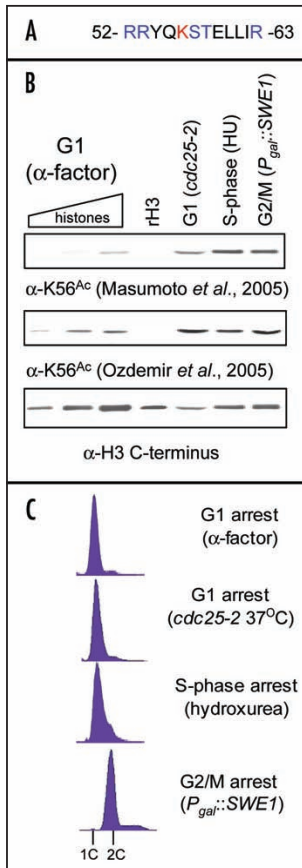 A
52- RRYQKSTELLIR -63
B
G1
(α-factor)
histones
rH3
G1 (cdc25-2)
S-phase (HU)
G2/M (Pgal::SWE1)
α-K56Ac (Masumoto et al., 2005)
α-K56Ac (Ozdemir et al., 2005)
α-H3 C-terminus
C
G1 arrest
(α-factor)
G1 arrest
(cdc25-2 37OC)
S-phase arrest
(hydroxurea)
G2/M arrest
(Pgal::SWE1)
1C 2C